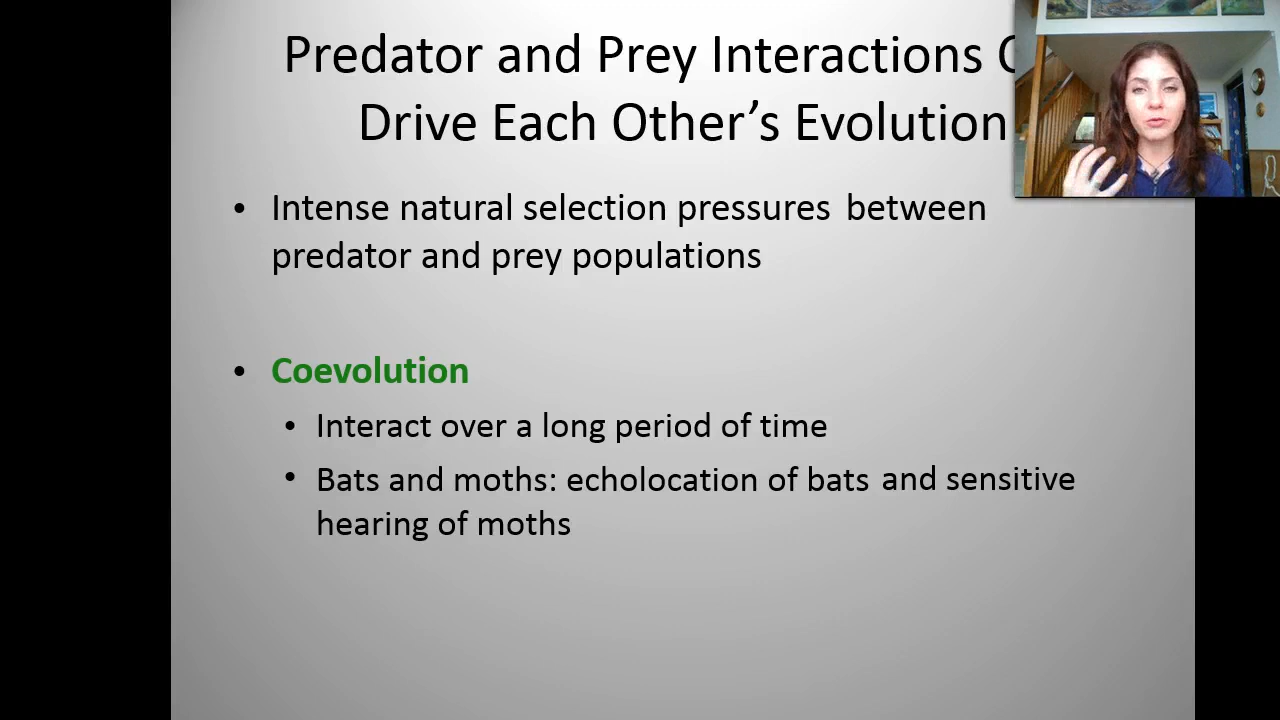 Predator and Prey Interactions
Drive Each Other’s Evolution
• Intense natural selection pressures between
predator and prey populations
• Coevolution
• Interact over a long period of time
• Bats and moths: echolocation of bats and sensitive
hearing of moths